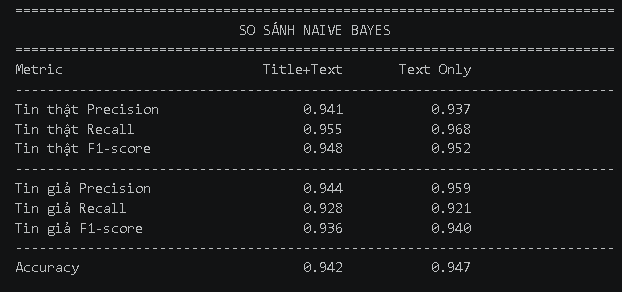 ======================================================================
SO SÁNH NAIVE BAYES
======================================================================
Metric Title+Text Text Only
----------------------------------------------------------------------
Tin thật Precision 0.941 0.937
Tin thật Recall 0.955 0.968
Tin thật F1-score 0.948 0.952
----------------------------------------------------------------------
Tin giả Precision 0.944 0.959
Tin giả Recall 0.928 0.921
Tin giả F1-score 0.936 0.940
----------------------------------------------------------------------
Accuracy 0.942 0.947